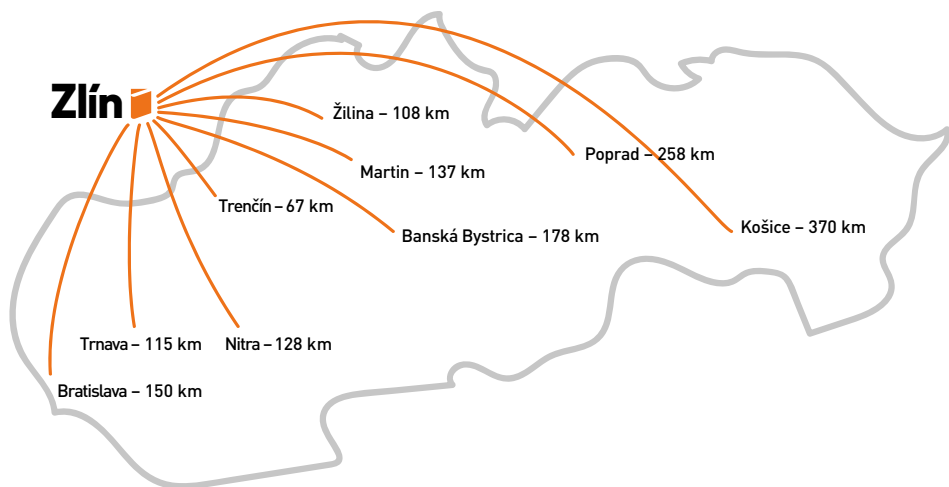 Zlín
Žilina – 108 km
Poprad – 258 km
Martin – 137 km
Trenčín – 67 km
Košice – 370 km
Banská Bystrica – 178 km
Trnava – 115 km
Nitra – 128 km
Bratislava – 150 km